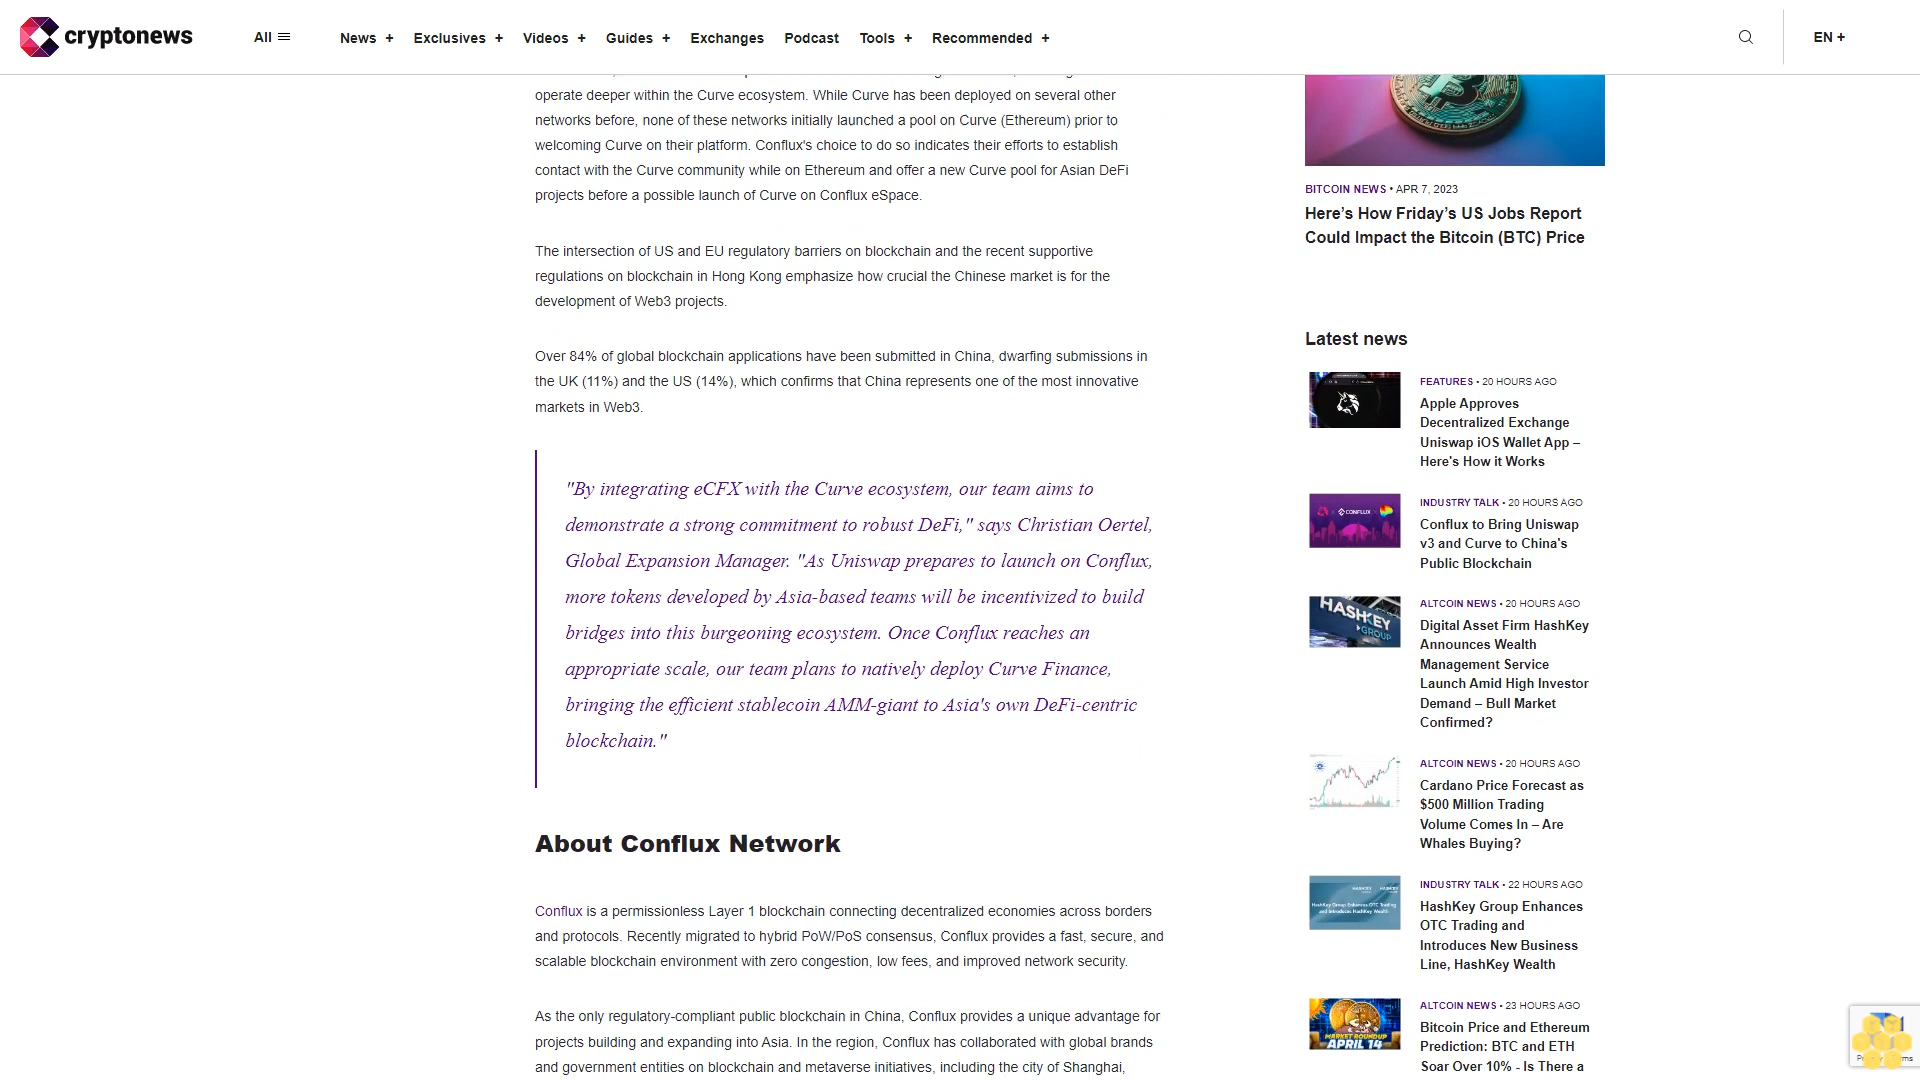 cryptonews
All
News +
Exclusives +
Videos +
Guides +
Exchanges
Podcast
Tools +
Recommended +
EN +
operate deeper within the Curve ecosystem. While Curve has been deployed on several other
networks before, none of these networks initially launched a pool on Curve (Ethereum) prior to
welcoming Curve on their platform. Conflux's choice to do so indicates their efforts to establish
contact with the Curve community while on Ethereum and offer a new Curve pool for Asian DeFi
projects before a possible launch of Curve on Conflux eSpace.
The intersection of US and EU regulatory barriers on blockchain and the recent supportive
regulations on blockchain in Hong Kong emphasize how crucial the Chinese market is for the
development of Web3 projects.
Over 84% of global blockchain applications have been submitted in China, dwarfing submissions in
the UK (11%) and the US (14%), which confirms that China represents one of the most innovative
markets in Web3.
"By integrating eCFX with the Curve ecosystem, our team aims to
demonstrate a strong commitment to robust DeFi," says Christian Oertel,
Global Expansion Manager. "As Uniswap prepares to launch on Conflux,
more tokens developed by Asia-based teams will be incentivized to build
bridges into this burgeoning ecosystem. Once Conflux reaches an
appropriate scale, our team plans to natively deploy Curve Finance,
bringing the efficient stablecoin AMM-giant to Asia's own DeFi-centric
blockchain."
About Conflux Network
Conflux is a permissionless Layer 1 blockchain connecting decentralized economies across borders
and protocols. Recently migrated to hybrid PoW/PoS consensus, Conflux provides a fast, secure, and
scalable blockchain environment with zero congestion, low fees, and improved network security.
As the only regulatory-compliant public blockchain in China, Conflux provides a unique advantage for
projects building and expanding into Asia. In the region, Conflux has collaborated with global brands
and government entities on blockchain and metaverse initiatives, including the city of Shanghai,
BITCOIN NEWS • APR 7, 2023
Here’s How Friday’s US Jobs Report
Could Impact the Bitcoin (BTC) Price
Latest news
FEATURES • 20 HOURS AGO
Apple Approves
Decentralized Exchange
Uniswap iOS Wallet App –
Here's How it Works
CONFLUX
INDUSTRY TALK • 20 HOURS AGO
Conflux to Bring Uniswap
v3 and Curve to China's
Public Blockchain
HASHKEY
GROUP
ALTCOIN NEWS • 20 HOURS AGO
Digital Asset Firm HashKey
Announces Wealth
Management Service
Launch Amid High Investor
Demand – Bull Market
Confirmed?
ALTCOIN NEWS • 20 HOURS AGO
Cardano Price Forecast as
$500 Million Trading
Volume Comes In – Are
Whales Buying?
HashKey Group Enhances OTC Trading
and Introduces HashKey Wealth
INDUSTRY TALK • 22 HOURS AGO
HashKey Group Enhances
OTC Trading and
Introduces New Business
Line, HashKey Wealth
MARKET ROUNDUP
APRIL 14
ALTCOIN NEWS • 23 HOURS AGO
Bitcoin Price and Ethereum
Prediction: BTC and ETH
Soar Over 10% - Is There a